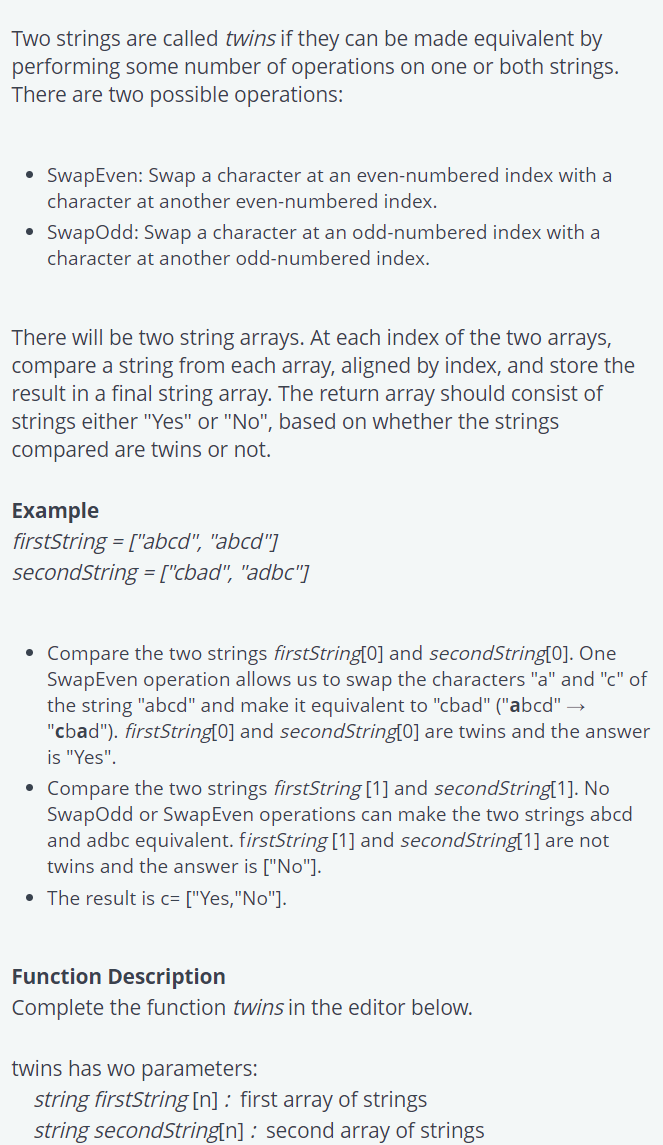 Two strings are called twins if they can be made equivalent by
performing some number of operations on one or both strings.
There are two possible operations:
• SwapEven: Swap a character at an even-numbered index with a
character at another even-numbered index.
• SwapOdd: Swap a character at an odd-numbered index with a
character at another odd-numbered index.
There will be two string arrays. At each index of the two arrays,
compare a string from each array, aligned by index, and store the
result in a final string array. The return array should consist of
strings either "Yes" or "No", based on whether the strings
compared are twins or not.
Example
firstString = ["abcd", "abcd"]
secondString = ["cbad", "adbc"]
• Compare the two strings firstString[0] and secondString[0]. One
SwapEven operation allows us to swap the characters "a" and "c" of
the string "abcd" and make it equivalent to "cbad" ("abcd" →
"cbad"). firstString[0] and secondString[0] are twins and the answer
is "Yes".
• Compare the two strings firstString [1] and secondString[1]. No
SwapOdd or SwapEven operations can make the two strings abcd
and adbc equivalent. firstString [1] and secondString[1] are not
twins and the answer is ["No"].
• The result is c= ["Yes,"No"].
Function Description
Complete the function twins in the editor below.
twins has wo parameters:
string firstString [n] : first array of strings
string secondString[n] : second array of strings